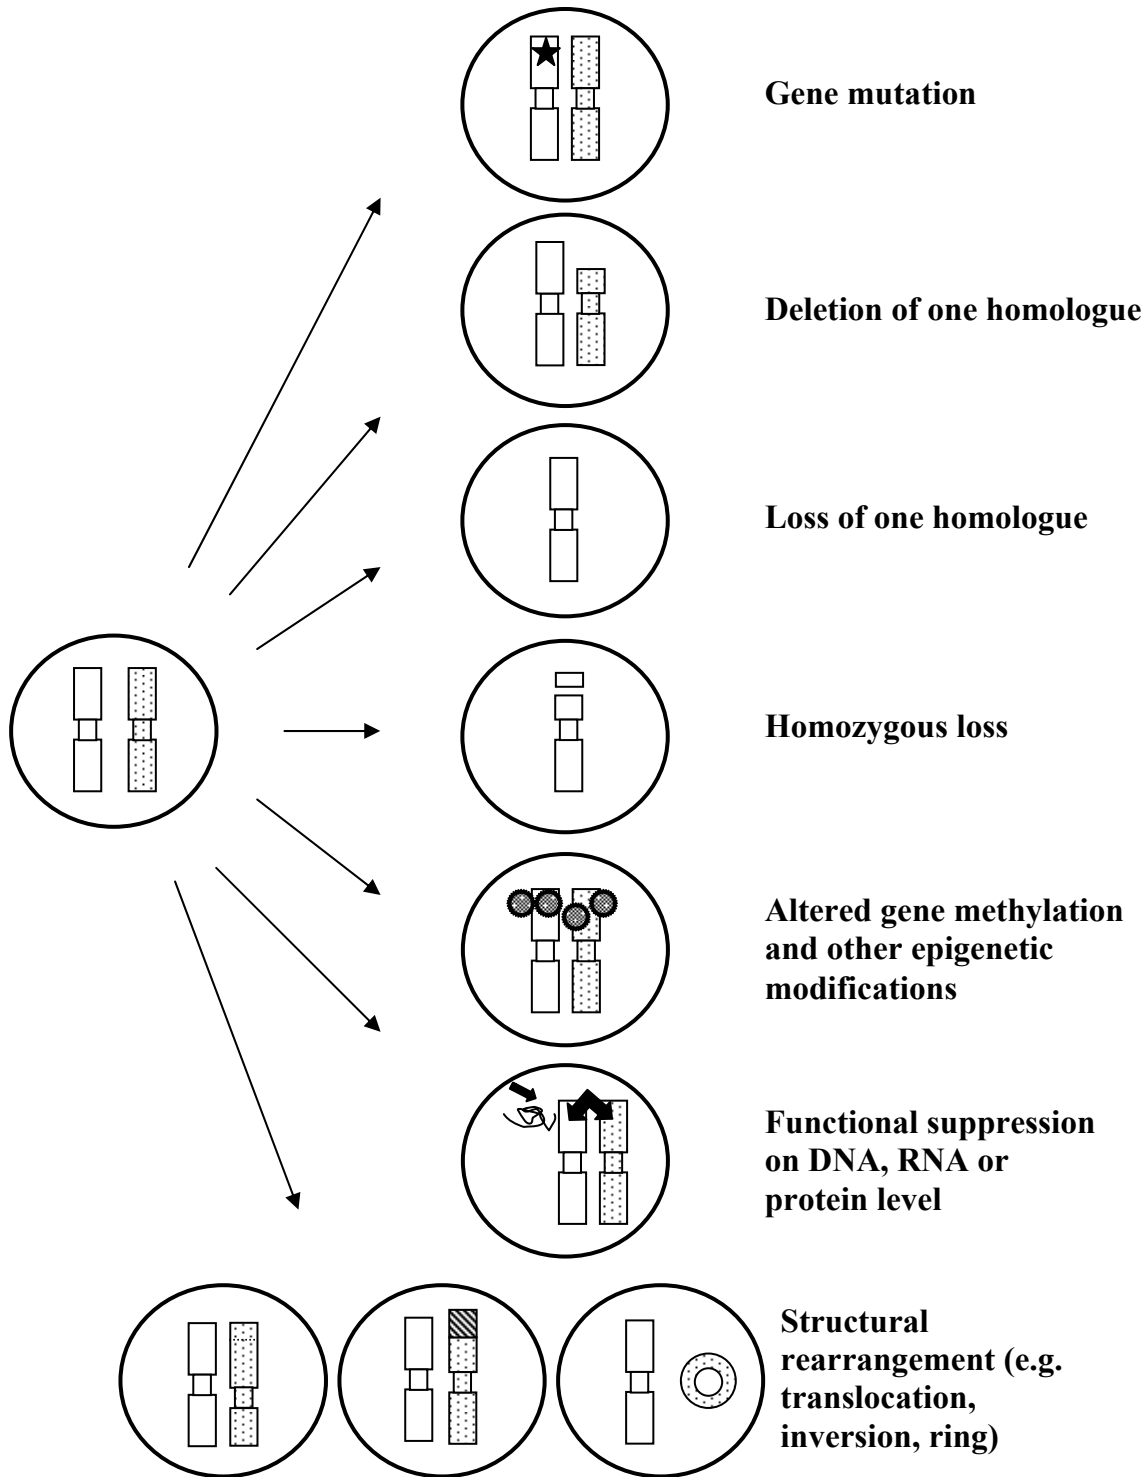 Gene mutation
Deletion of one homologue
Loss of one homologue
Homozygous loss
Altered gene methylation
and other epigenetic
modifications
Functional suppression
on DNA, RNA or
protein level
Structural
rearrangement (e.g.
translocation,
inversion, ring)